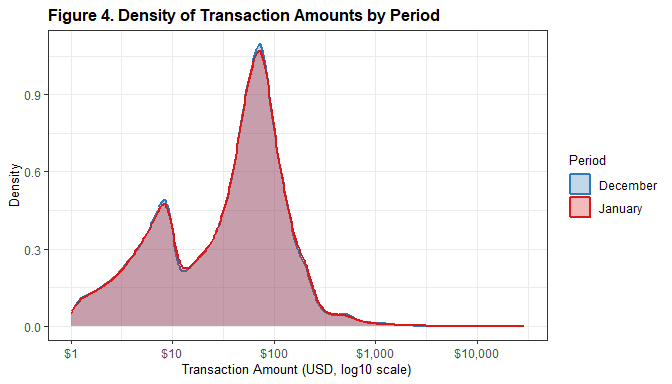 Figure 4. Density of Transaction Amounts by Period
0.9
0.6
0.3
0.0
Density
$1
$10
$100
$1,000
$10,000
Transaction Amount (USD, log10 scale)
Period
December
January